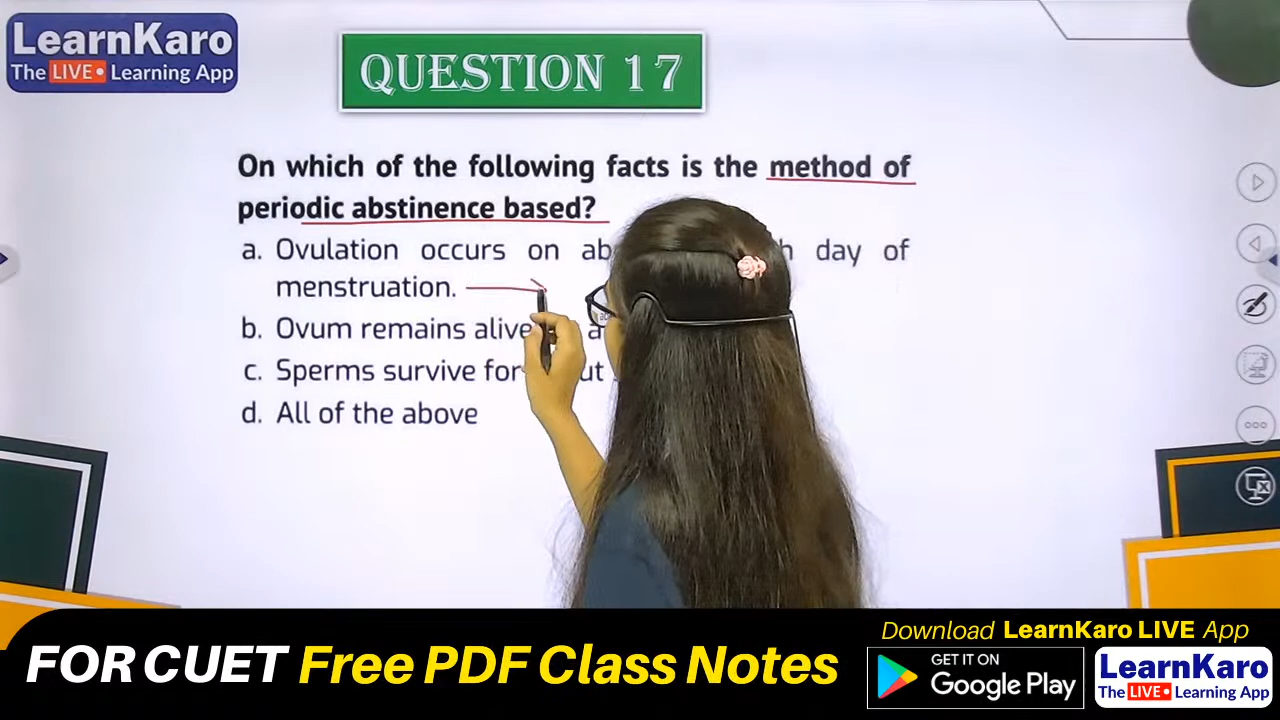 LearnKaro
The LIVE• Learning App
QUESTION 17
On which of the following facts is the method of
periodic abstinence based?
a. Ovulation occurs on day of
menstruation.
b. Ovum remains alive
c. Sperms survive for
d. All of the above
FOR CUET Free PDF Class Notes
Download LearnKaro LIVE App
GET IT ON
Google Play
LearnKaro
The LIVE• Learning App